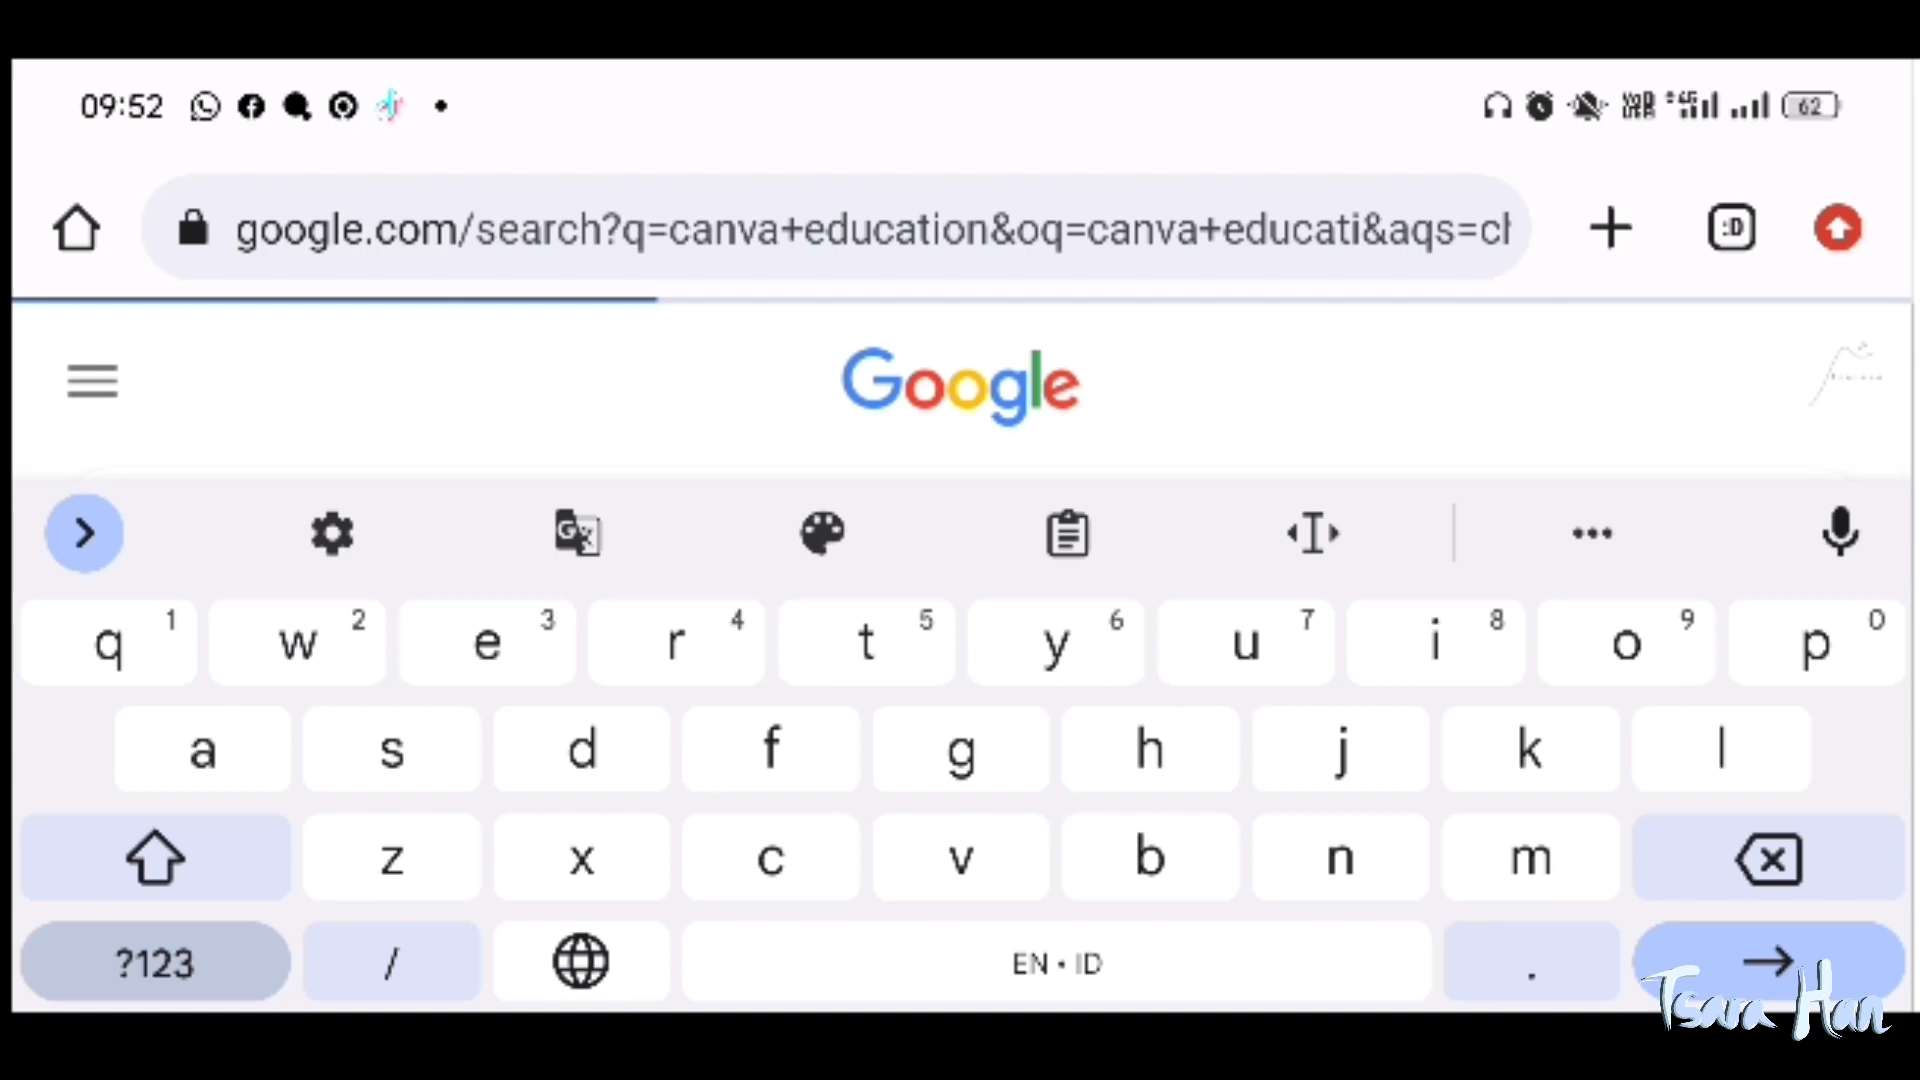 09:52 62
google.com/search?q=canva+education&oq=canva+educati&aqs=ch
:D
Google
q 1 w 2 e 3 r 4 t 5 y 6 u 7 i 8 o 9 p 0
a s d f g h j k l
z x c v b n m
?123 / EN • ID .
Tsara Han